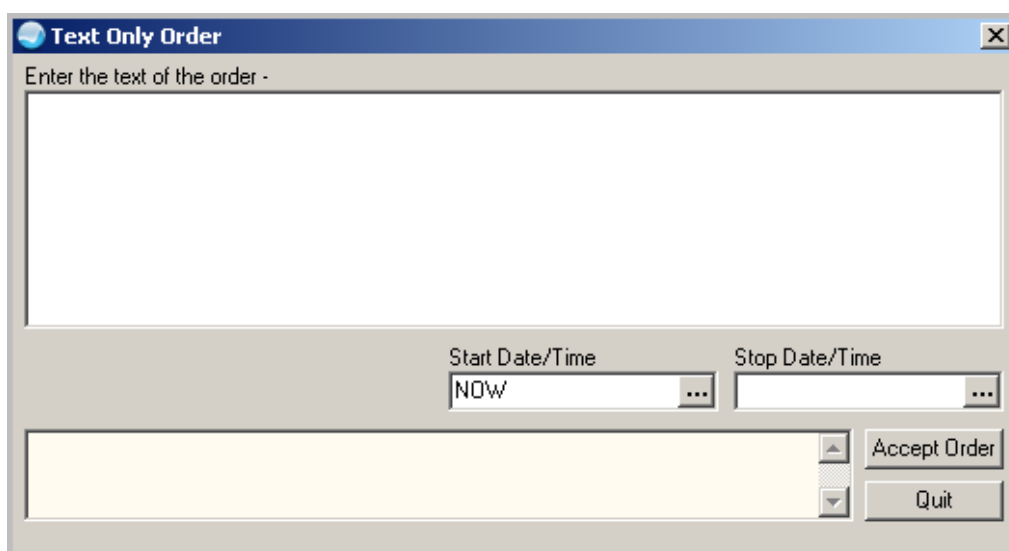 Text Only Order
Enter the text of the order -
Start Date/Time
Stop Date/Time
NOW
...
...
Accept Order
Quit